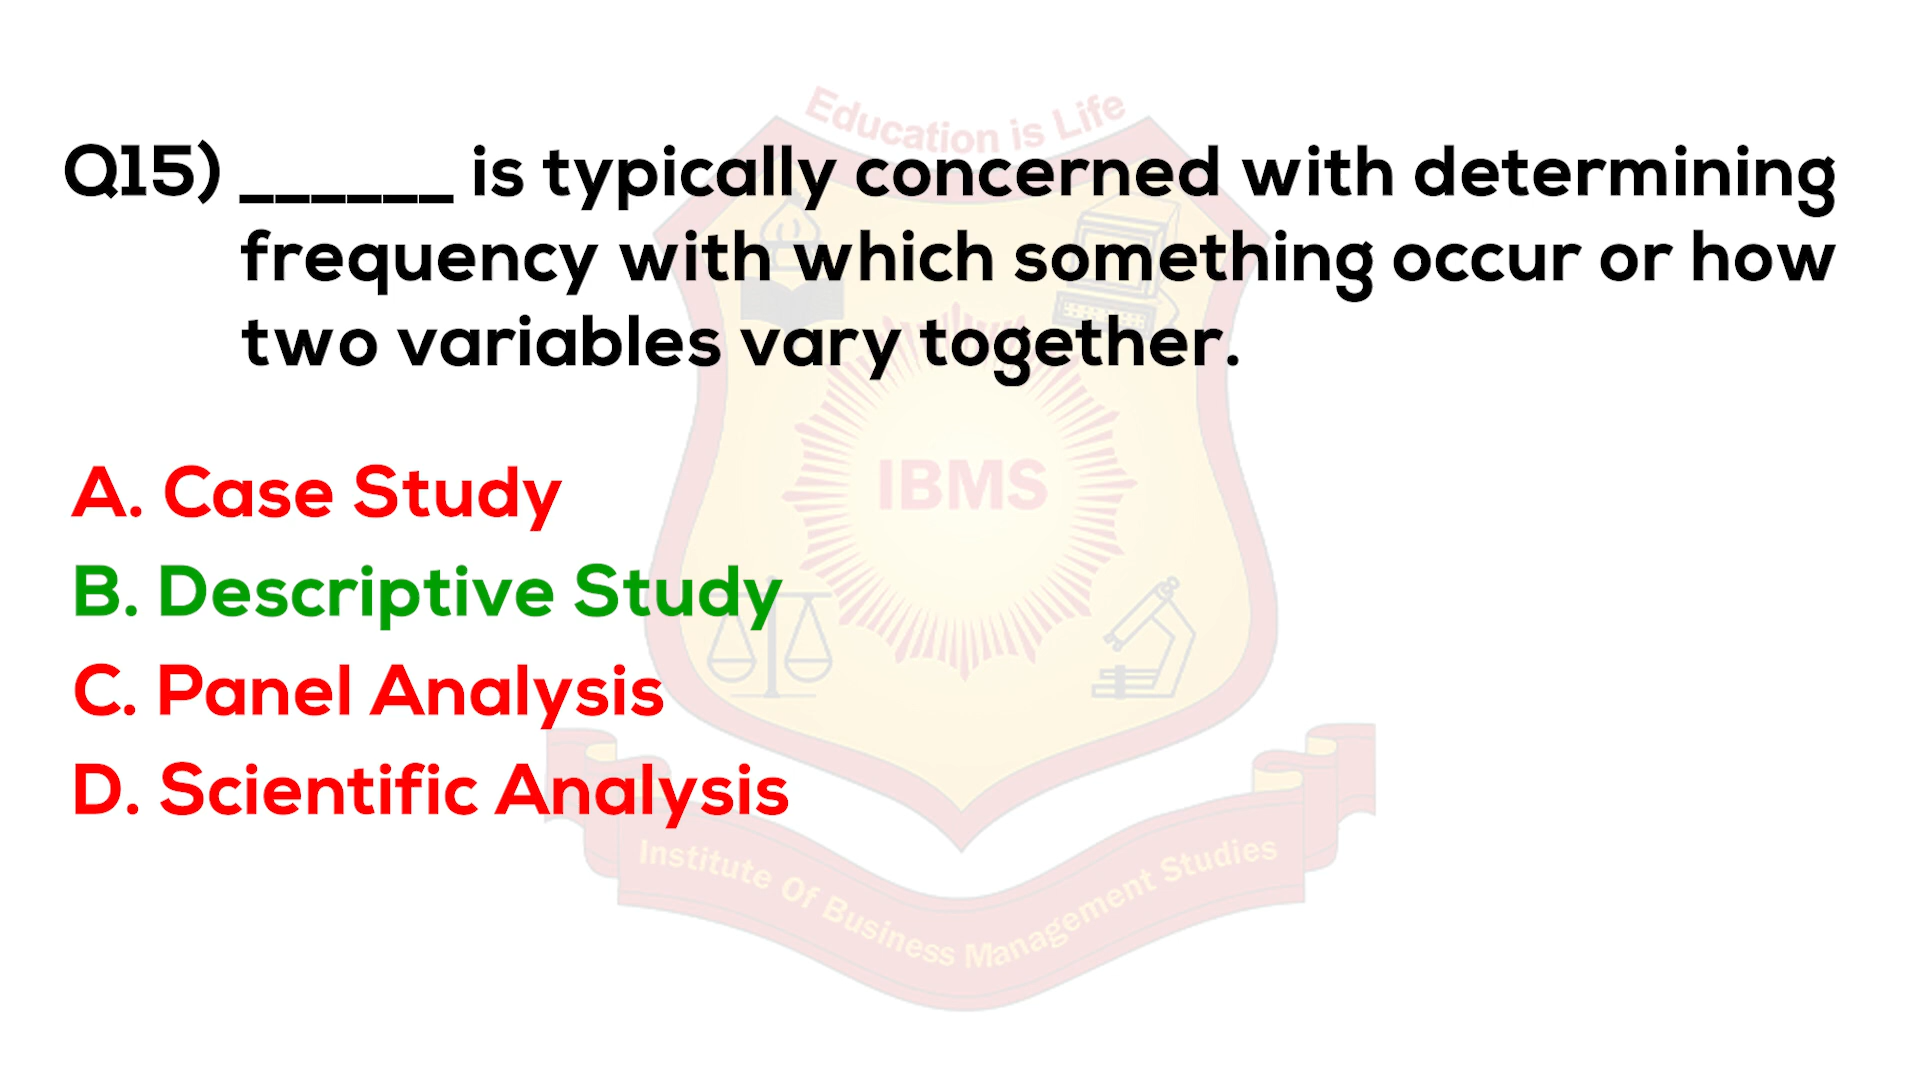 Education is Life
Q15) ______ is typically concerned with determining
frequency with which something occur or how
two variables vary together.
IBMS
A. Case Study
B. Descriptive Study
C. Panel Analysis
D. Scientific Analysis
Institute Of Business Management Studies